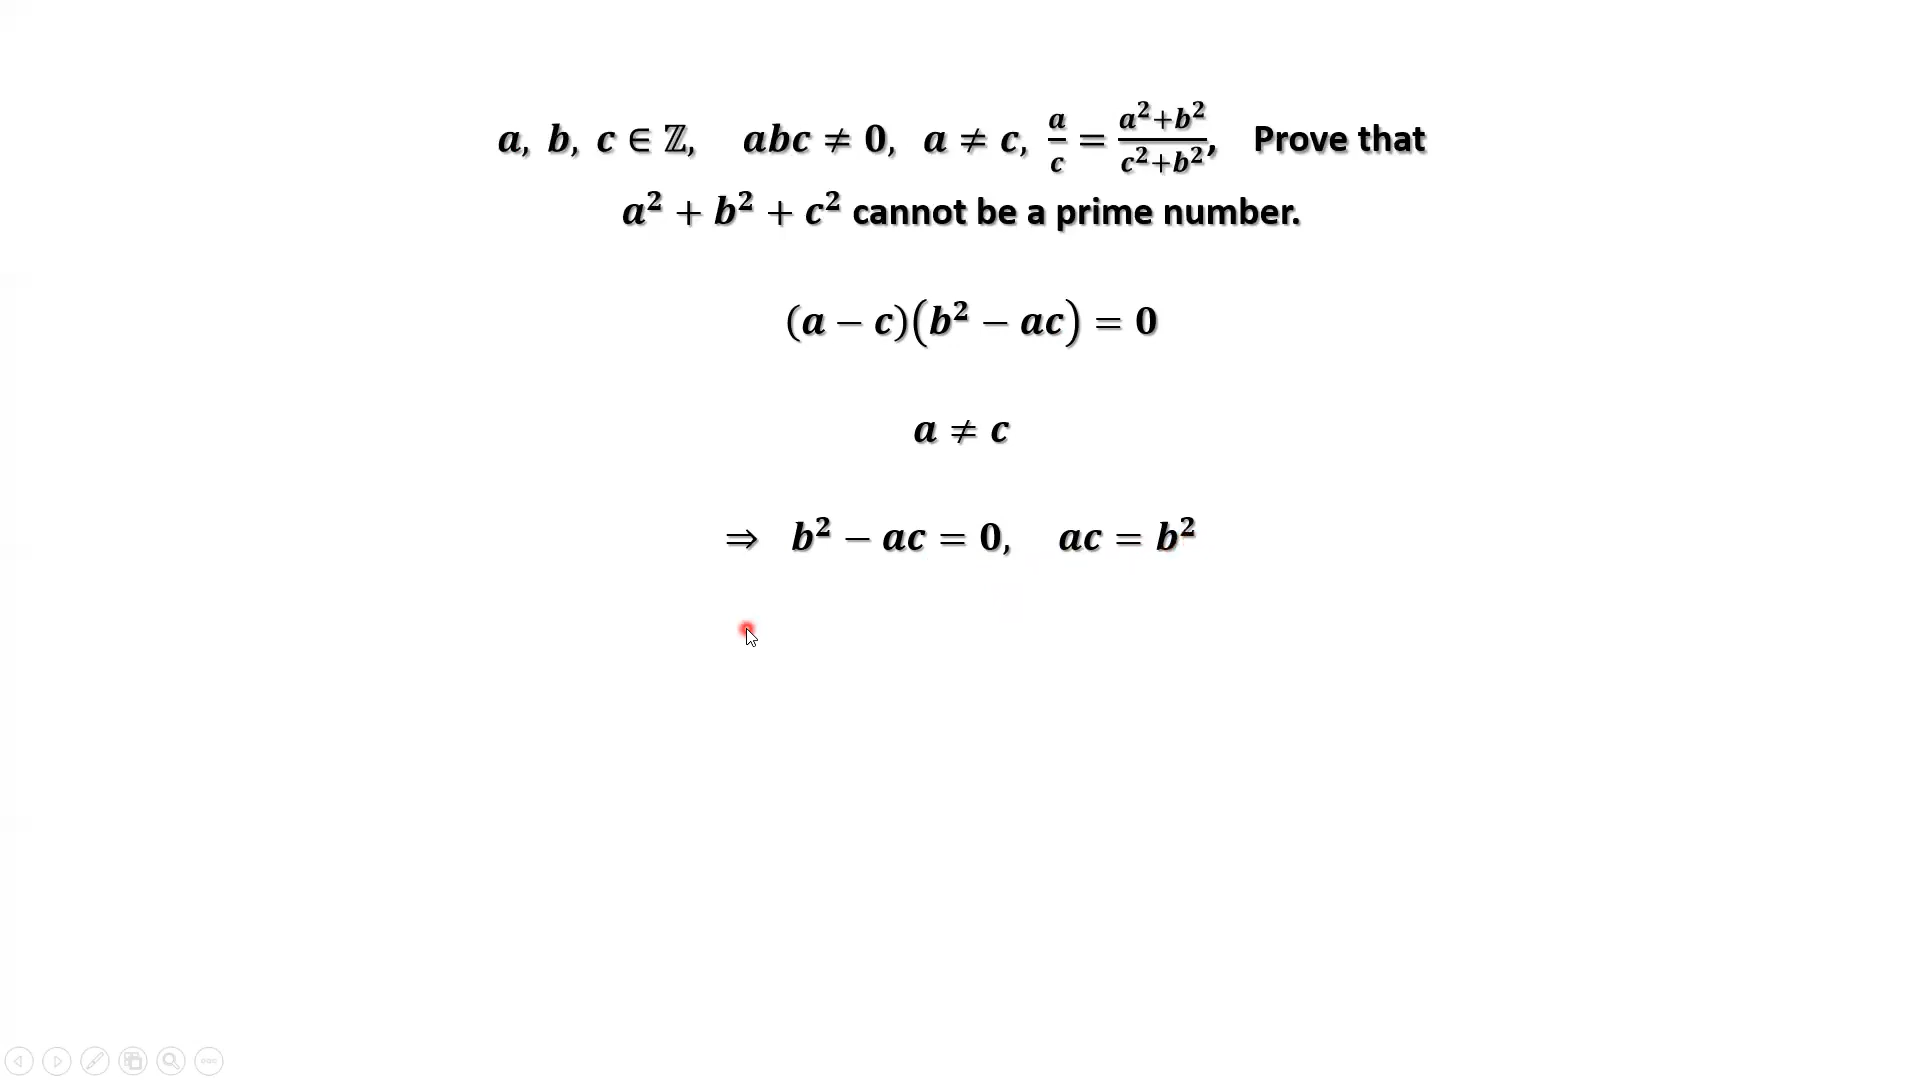 a, b, c ∈ ℤ, abc ≠ 0, a ≠ c, a/c = (a²+b²)/(c²+b²), Prove that
a² + b² + c² cannot be a prime number.
(a − c)(b² − ac) = 0
a ≠ c
⇒ b² − ac = 0, ac = b²